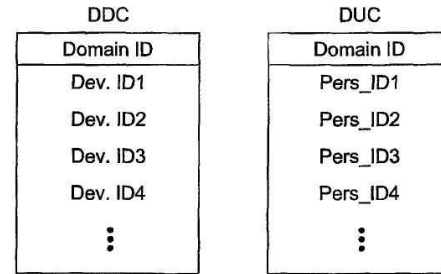 DDC
Domain ID
Dev. ID1
Dev. ID2
Dev. ID3
Dev. ID4
DUC
Domain ID
Pers_ID1
Pers_ID2
Pers_ID3
Pers_ID4